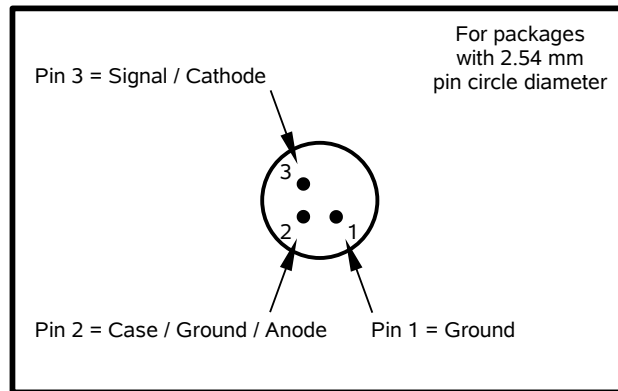 For packages
with 2.54 mm
pin circle diameter
Pin 3 = Signal / Cathode
3
2
1
Pin 2 = Case / Ground / Anode
Pin 1 = Ground